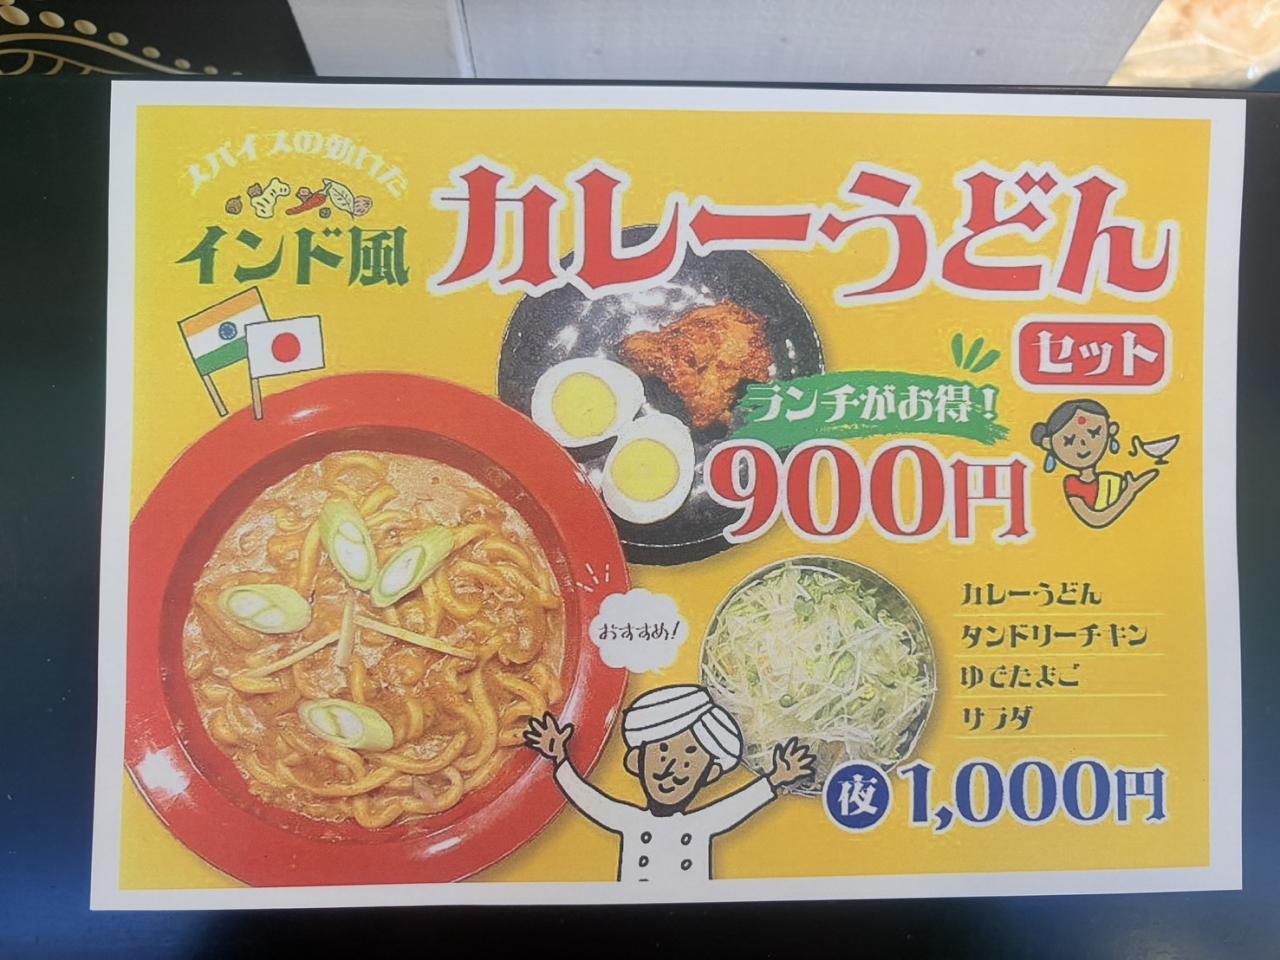 スパイスの効いた
インド風
カレーうどん
セット
ランチがお得!
900円
おすすめ!
カレーうどん
タンドリーチキン
ゆでたまご
サラダ
夜 1,000円